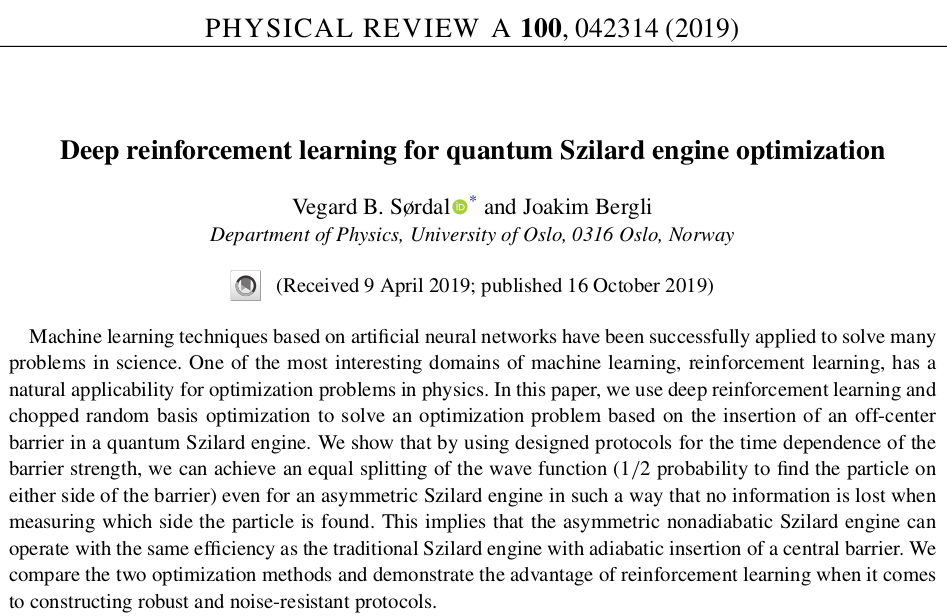 PHYSICAL REVIEW A 100, 042314 (2019)
Deep reinforcement learning for quantum Szilard engine optimization
Vegard B. Sørdal * and Joakim Bergli
Department of Physics, University of Oslo, 0316 Oslo, Norway
(Received 9 April 2019; published 16 October 2019)
Machine learning techniques based on artificial neural networks have been successfully applied to solve many
problems in science. One of the most interesting domains of machine learning, reinforcement learning, has a
natural applicability for optimization problems in physics. In this paper, we use deep reinforcement learning and
chopped random basis optimization to solve an optimization problem based on the insertion of an off-center
barrier in a quantum Szilard engine. We show that by using designed protocols for the time dependence of the
barrier strength, we can achieve an equal splitting of the wave function (1/2 probability to find the particle on
either side of the barrier) even for an asymmetric Szilard engine in such a way that no information is lost when
measuring which side the particle is found. This implies that the asymmetric nonadiabatic Szilard engine can
operate with the same efficiency as the traditional Szilard engine with adiabatic insertion of a central barrier. We
compare the two optimization methods and demonstrate the advantage of reinforcement learning when it comes
to constructing robust and noise-resistant protocols.